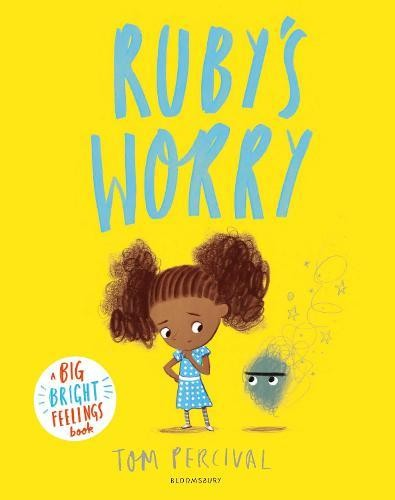 RUBY'S
WORRY
A BIG
BRIGHT
FEELINGS
book
TOM PERCIVAL
BLOOMSBURY